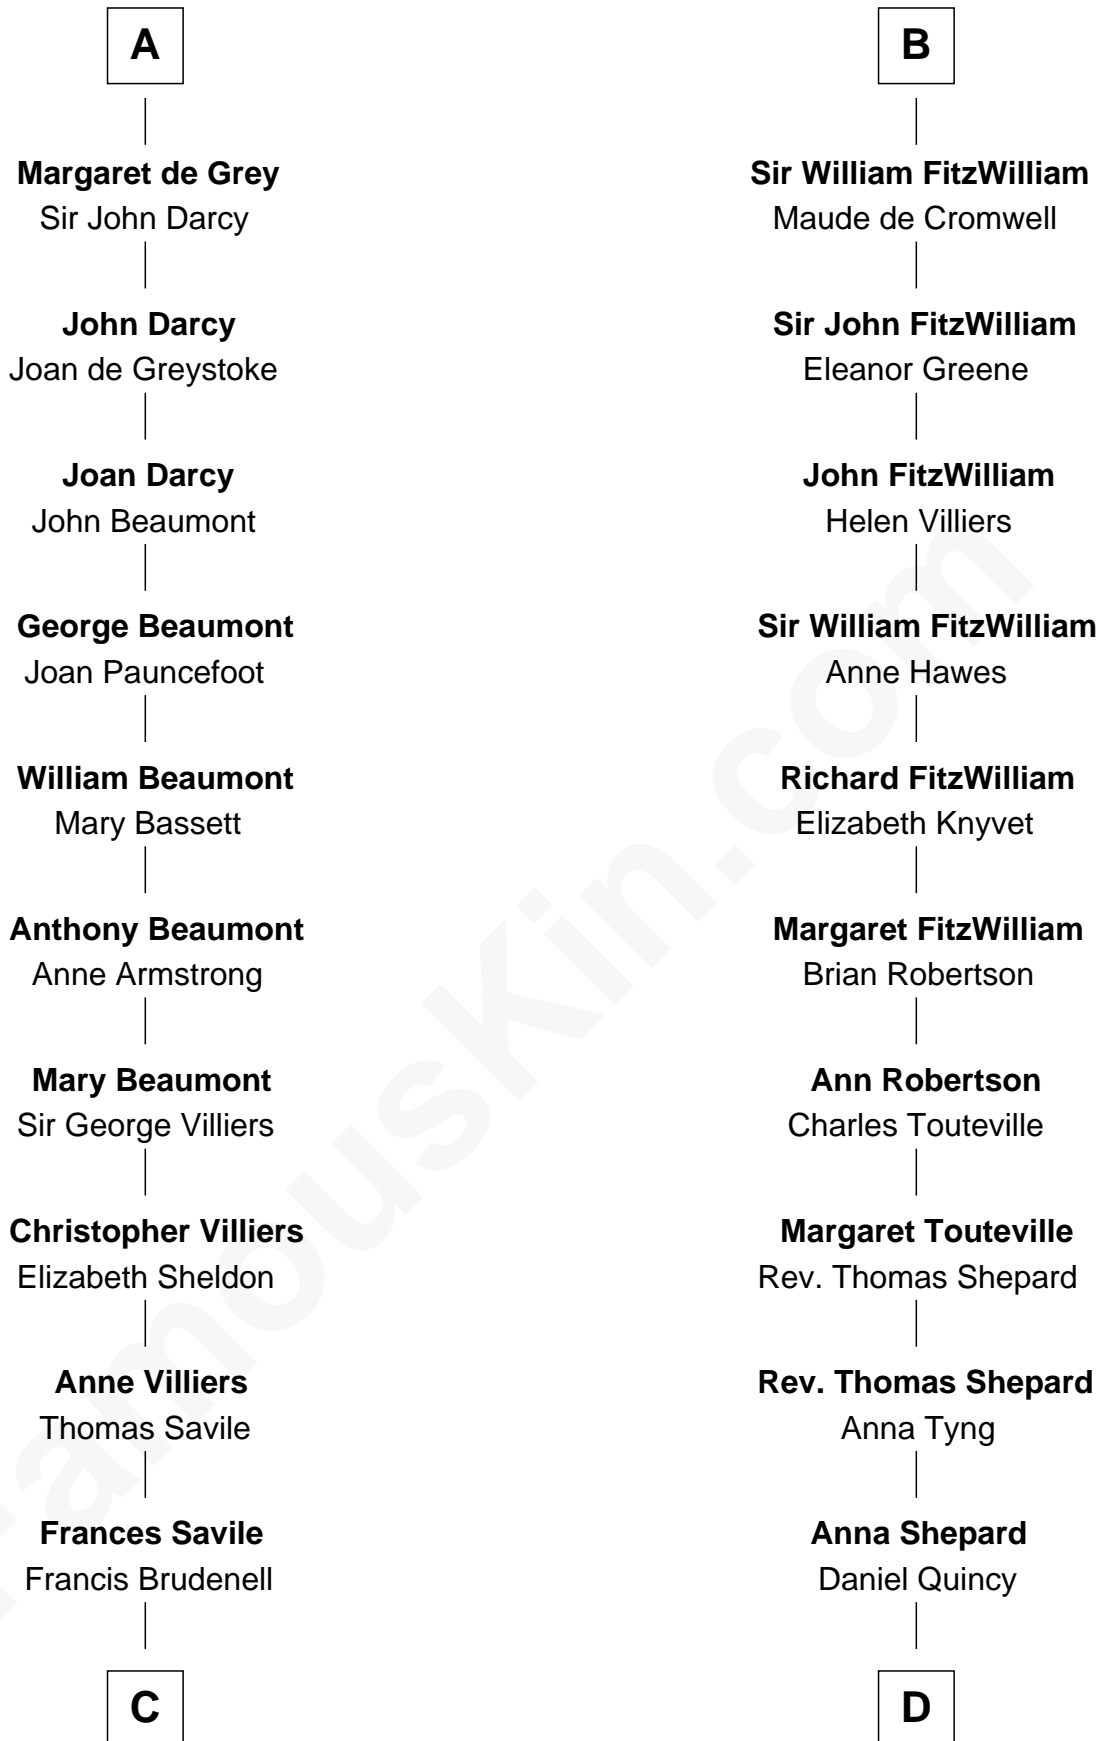 A
Margaret de Grey
Sir John Darcy
John Darcy
Joan de Greystoke
Joan Darcy
John Beaumont
George Beaumont
Joan Pauncefoot
William Beaumont
Mary Bassett
Anthony Beaumont
Anne Armstrong
Mary Beaumont
Sir George Villiers
Christopher Villiers
Elizabeth Sheldon
Anne Villiers
Thomas Savile
Frances Savile
Francis Brudenell
C
B
Sir William FitzWilliam
Maude de Cromwell
Sir John FitzWilliam
Eleanor Greene
John FitzWilliam
Helen Villiers
Sir William FitzWilliam
Anne Hawes
Richard FitzWilliam
Elizabeth Knyvet
Margaret FitzWilliam
Brian Robertson
Ann Robertson
Charles Touteville
Margaret Touteville
Rev. Thomas Shepard
Rev. Thomas Shepard
Anna Tyng
Anna Shepard
Daniel Quincy
D
FamousKin.com